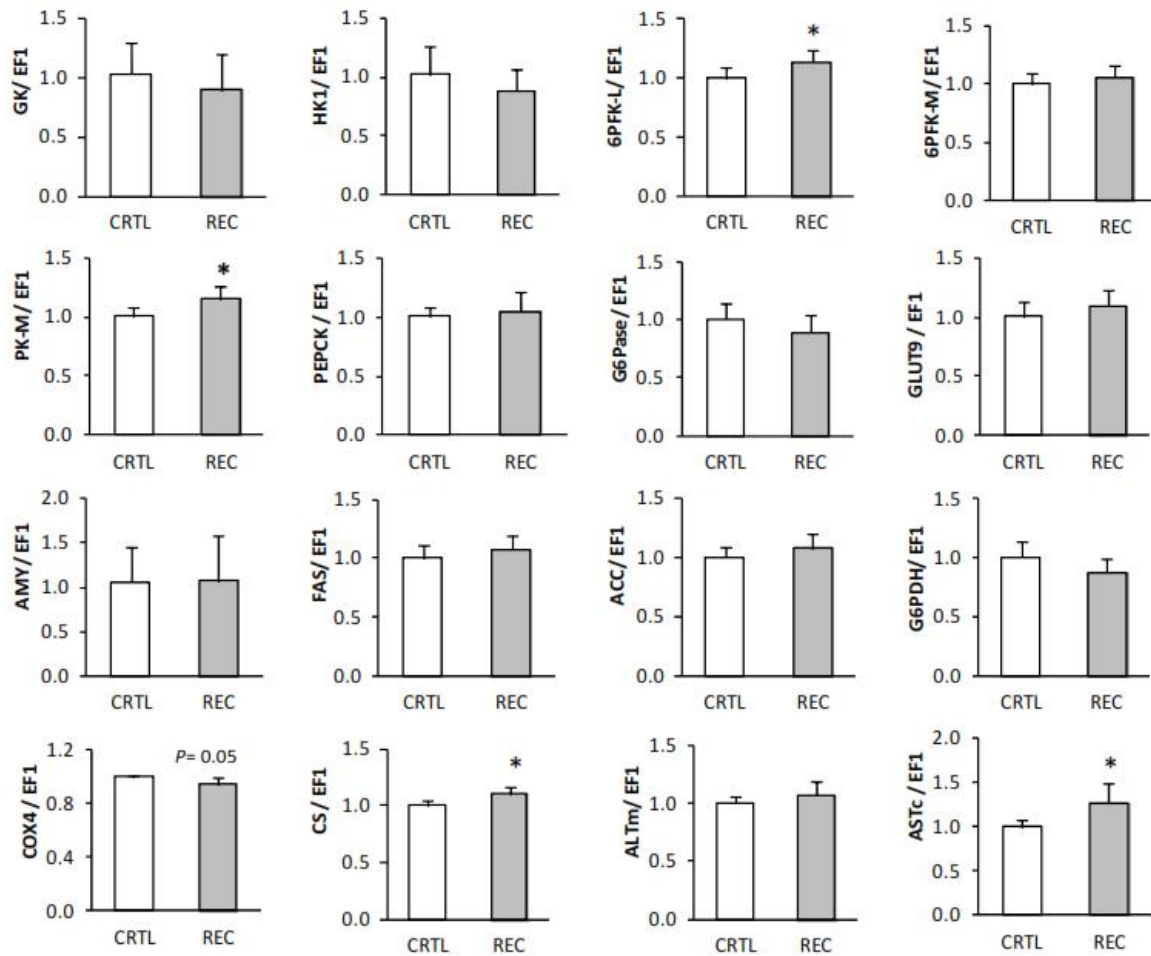 GK/ EF1
1.5
1.0
0.5
0.0
CRTL REC
HK1/ EF1
1.5
1.0
0.5
0.0
CRTL REC
6PFK-L/ EF1
1.5
1.0
0.5
0.0
*
CRTL REC
6PFK-M/ EF1
1.5
1.0
0.5
0.0
CRTL REC
PK-M/ EF1
1.5
1.0
0.5
0.0
*
CRTL REC
PEPCK / EF1
1.5
1.0
0.5
0.0
CRTL REC
G6Pase/ EF1
1.5
1.0
0.5
0.0
CRTL REC
GLUT9 / EF1
1.5
1.0
0.5
0.0
CRTL REC
AMY/ EF1
2.0
1.5
1.0
0.5
0.0
CRTL REC
FAS/ EF1
1.5
1.0
0.5
0.0
CRTL REC
ACC/ EF1
1.5
1.0
0.5
0.0
CRTL REC
G6PDH/ EF1
1.5
1.0
0.5
0.0
CRTL REC
COX4 / EF1
1.2
0.8
0.4
0.0
P= 0.05
CRTL REC
CS / EF1
1.5
1.0
0.5
0.0
*
CRTL REC
ALTm/ EF1
1.5
1.0
0.5
0.0
CRTL REC
ASTc / EF1
2.0
1.5
1.0
0.5
0.0
*
CRTL REC